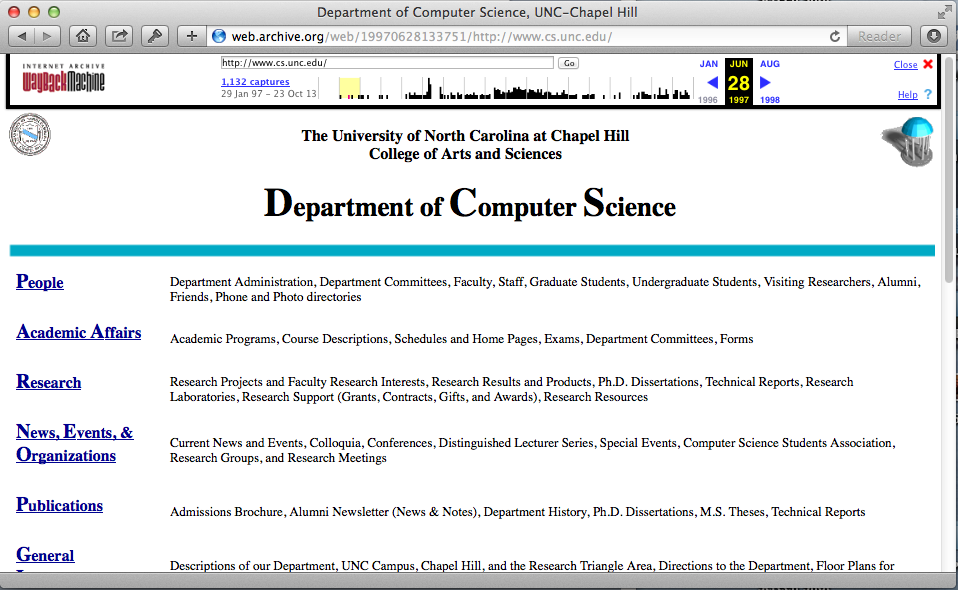 Department of Computer Science, UNC-Chapel Hill
web.archive.org/web/19970628133751/http://www.cs.unc.edu/
Reader
INTERNET ARCHIVE
WayBackMachine
http://www.cs.unc.edu/
Go
1,132 captures
29 Jan 97 – 23 Oct 13
JAN JUN AUG
28
1996 1997 1998
Close
Help ?
The University of North Carolina at Chapel Hill
College of Arts and Sciences
Department of Computer Science
People
Department Administration, Department Committees, Faculty, Staff, Graduate Students, Undergraduate Students, Visiting Researchers, Alumni,
Friends, Phone and Photo directories
Academic Affairs
Academic Programs, Course Descriptions, Schedules and Home Pages, Exams, Department Committees, Forms
Research
Research Projects and Faculty Research Interests, Research Results and Products, Ph.D. Dissertations, Technical Reports, Research
Laboratories, Research Support (Grants, Contracts, Gifts, and Awards), Research Resources
News, Events, &
Organizations
Current News and Events, Colloquia, Conferences, Distinguished Lecturer Series, Special Events, Computer Science Students Association,
Research Groups, and Research Meetings
Publications
Admissions Brochure, Alumni Newsletter (News & Notes), Department History, Ph.D. Dissertations, M.S. Theses, Technical Reports
General
Descriptions of our Department, UNC Campus, Chapel Hill, and the Research Triangle Area, Directions to the Department, Floor Plans for